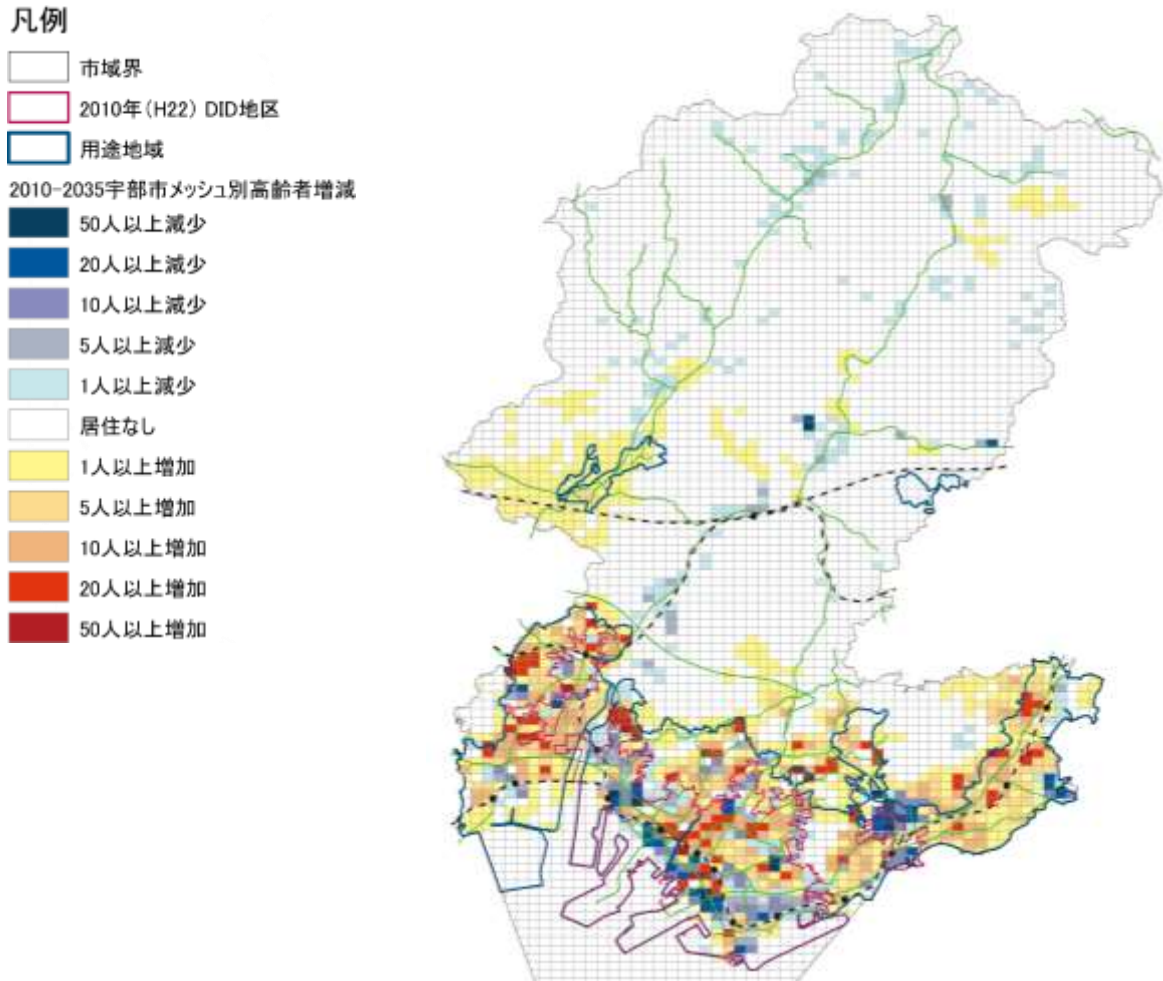 凡例
市域界
2010年(H22) DID地区
用途地域
2010-2035宇部市メッシュ別高齢者増減
50人以上減少
20人以上減少
10人以上減少
5人以上減少
1人以上減少
居住なし
1人以上増加
5人以上増加
10人以上増加
20人以上増加
50人以上増加